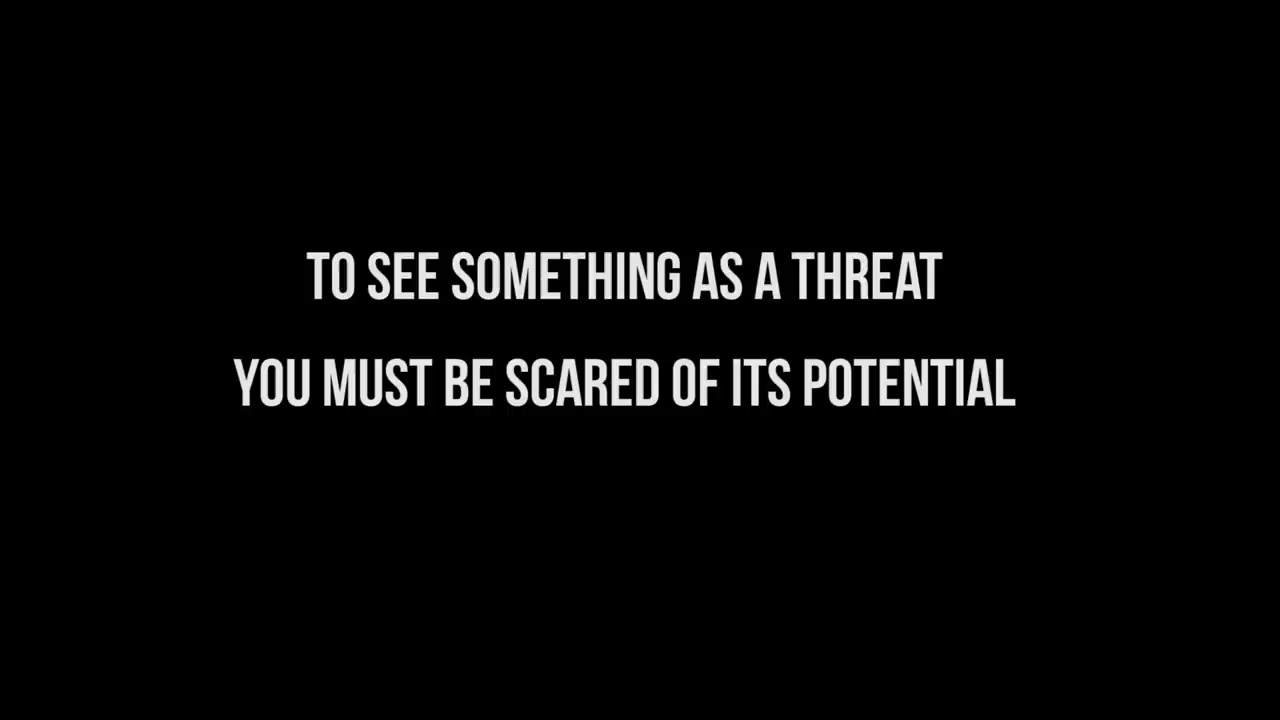 TO SEE SOMETHING AS A THREAT
YOU MUST BE SCARED OF ITS POTENTIAL